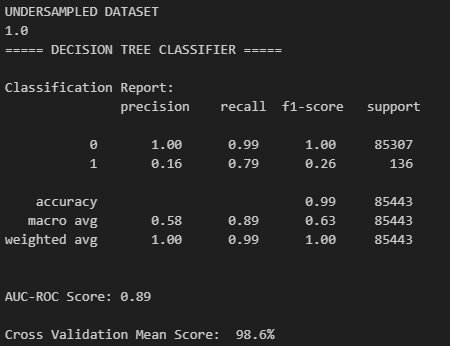 UNDERSAMPLED DATASET
1.0
===== DECISION TREE CLASSIFIER =====
Classification Report:
precision recall f1-score support
0 1.00 0.99 1.00 85307
1 0.16 0.79 0.26 136
accuracy 0.99 85443
macro avg 0.58 0.89 0.63 85443
weighted avg 1.00 0.99 1.00 85443
AUC-ROC Score: 0.89
Cross Validation Mean Score: 98.6%